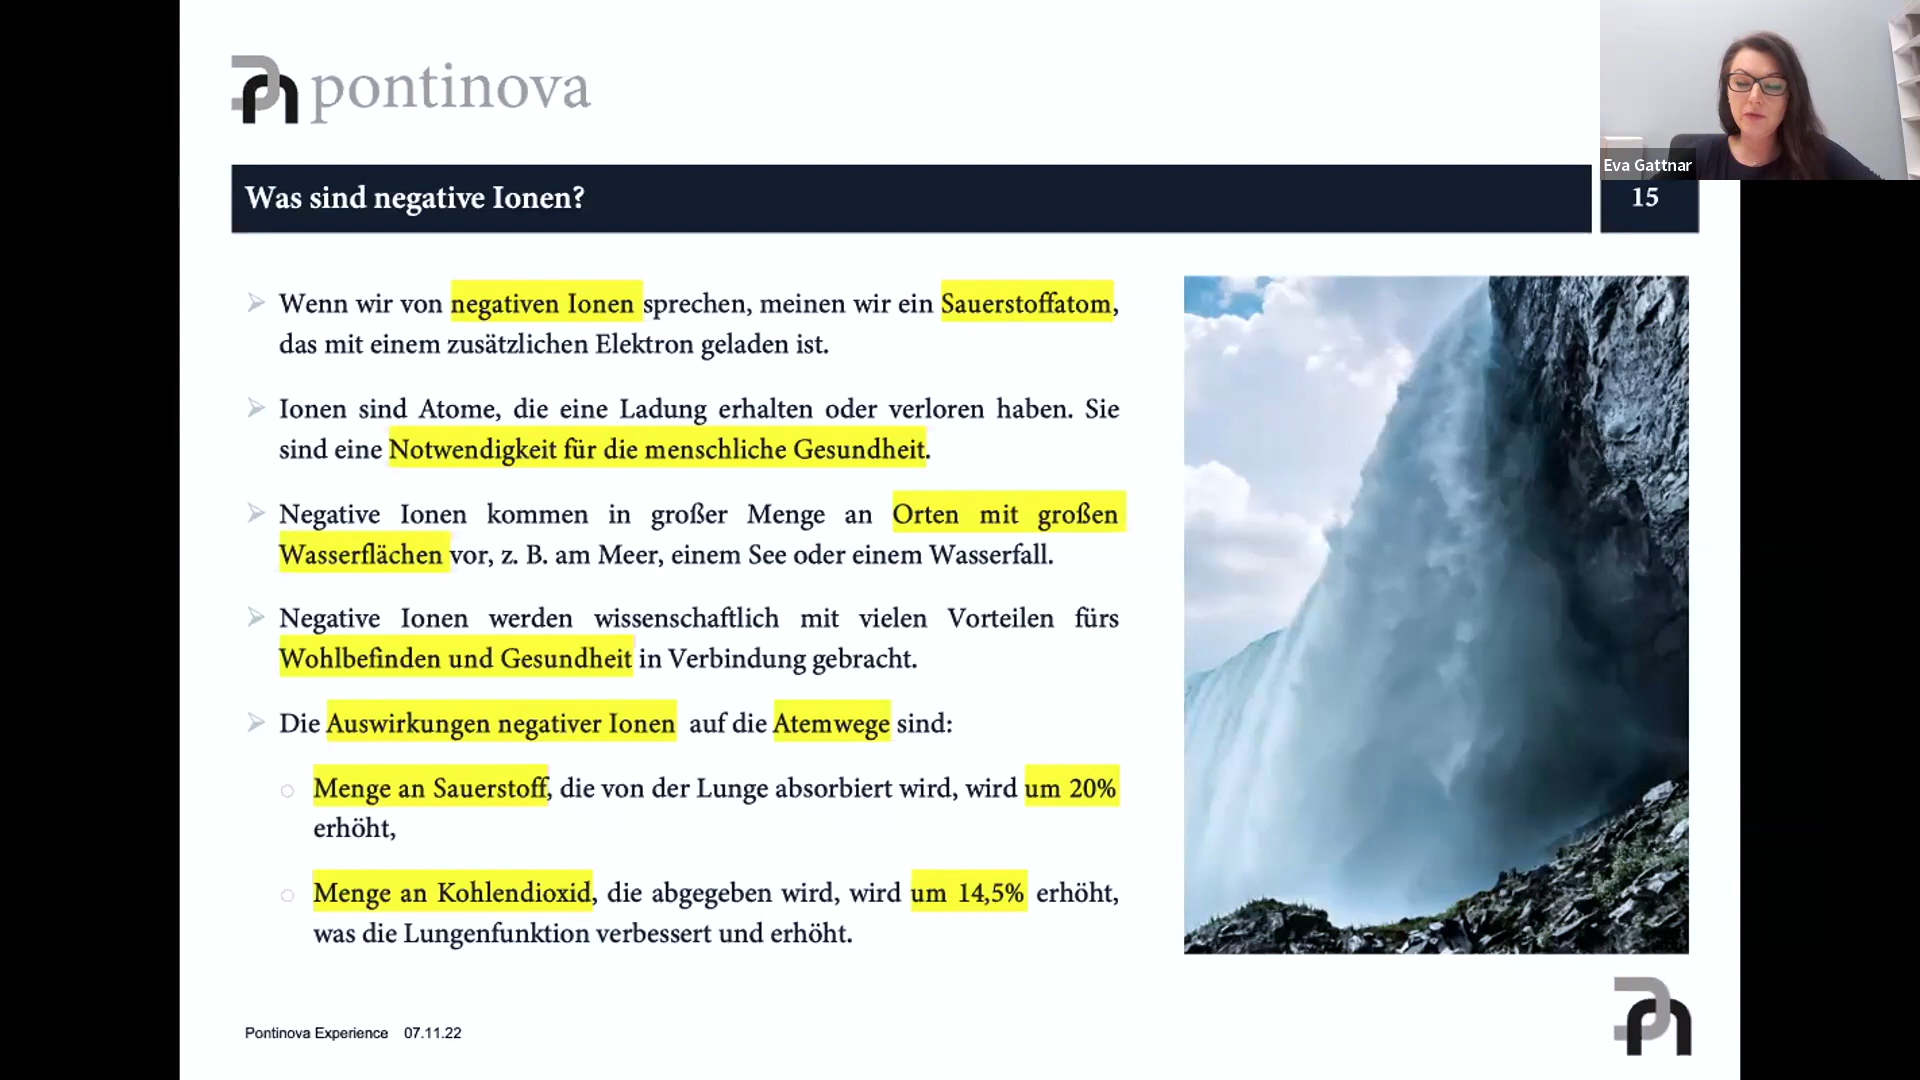 pontinova
Eva Gattnar
Was sind negative Ionen?
15
Wenn wir von negativen Ionen sprechen, meinen wir ein Sauerstoffatom,
das mit einem zusätzlichen Elektron geladen ist.
Ionen sind Atome, die eine Ladung erhalten oder verloren haben. Sie
sind eine Notwendigkeit für die menschliche Gesundheit.
Negative Ionen kommen in großer Menge an Orten mit großen
Wasserflächen vor, z. B. am Meer, einem See oder einem Wasserfall.
Negative Ionen werden wissenschaftlich mit vielen Vorteilen fürs
Wohlbefinden und Gesundheit in Verbindung gebracht.
Die Auswirkungen negativer Ionen auf die Atemwege sind:
Menge an Sauerstoff, die von der Lunge absorbiert wird, wird um 20%
erhöht,
Menge an Kohlendioxid, die abgegeben wird, wird um 14,5% erhöht,
was die Lungenfunktion verbessert und erhöht.
Pontinova Experience 07.11.22